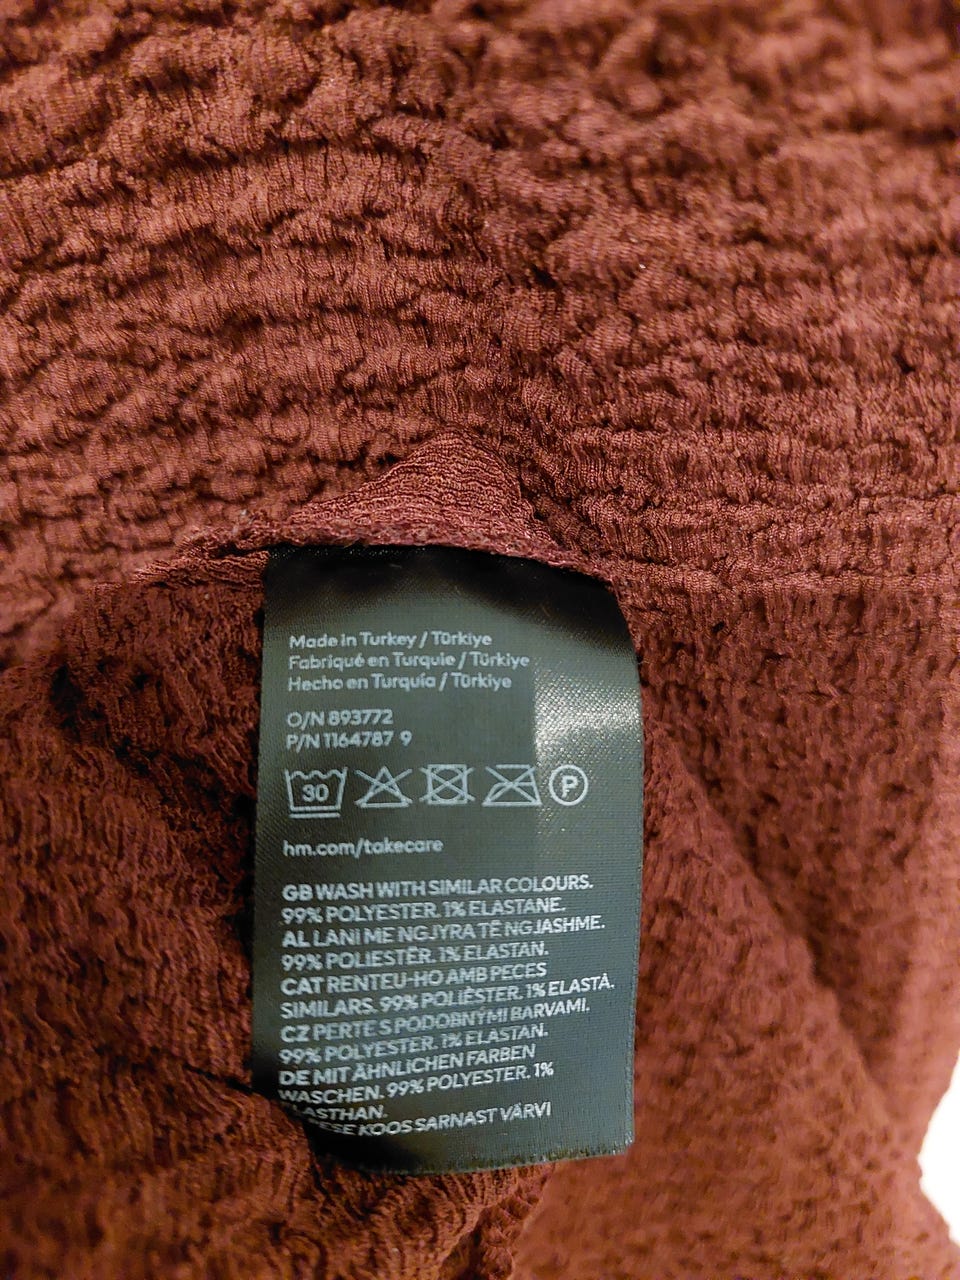 Made in Turkey / Türkiye
Fabriqué en Turquie / Türkiye
Hecho en Turquía / Türkiye
O/N 893772
P/N 1164787 9
30 P
hm.com/takecare
GB WASH WITH SIMILAR COLOURS.
99% POLYESTER. 1% ELASTANE.
AL LANI ME NGJYRA TË NGJASHME.
99% POLIESTËR. 1% ELASTAN.
CAT RENTEU-HO AMB PECES
SIMILARS. 99% POLIÈSTER. 1% ELASTÀ.
CZ PERTE S PODOBNÝMI BARVAMI.
99% POLYESTER. 1% ELASTAN.
DE MIT ÄHNLICHEN FARBEN
WASCHEN. 99% POLYESTER. 1%
LASTHAN.
ESE KOOS SARNAST VÄRVI